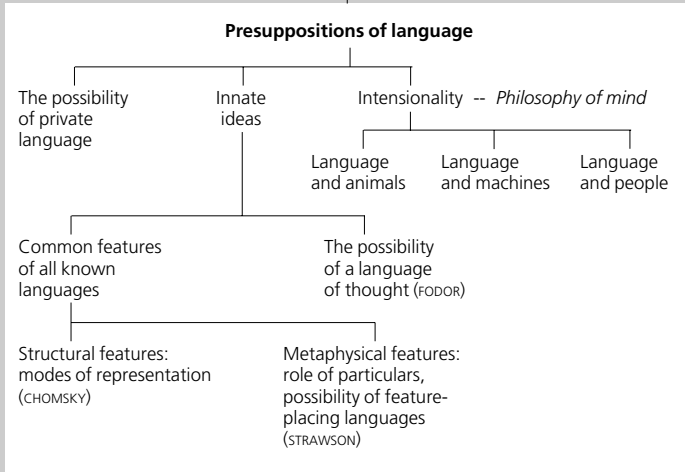 Presuppositions of language
The possibility
of private
language
Innate
ideas
Intensionality -- Philosophy of mind
Language
and animals
Language
and machines
Language
and people
Common features
of all known
languages
The possibility
of a language
of thought (FODOR)
Structural features:
modes of representation
(CHOMSKY)
Metaphysical features:
role of particulars,
possibility of feature-
placing languages
(STRAWSON)